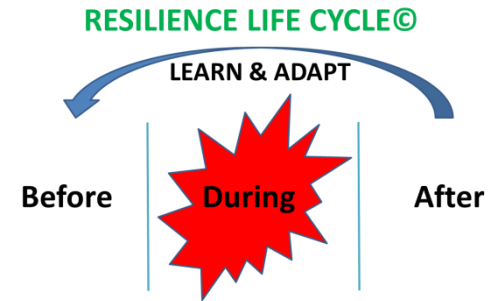 RESILIENCE LIFE CYCLE©
LEARN & ADAPT
Before During After